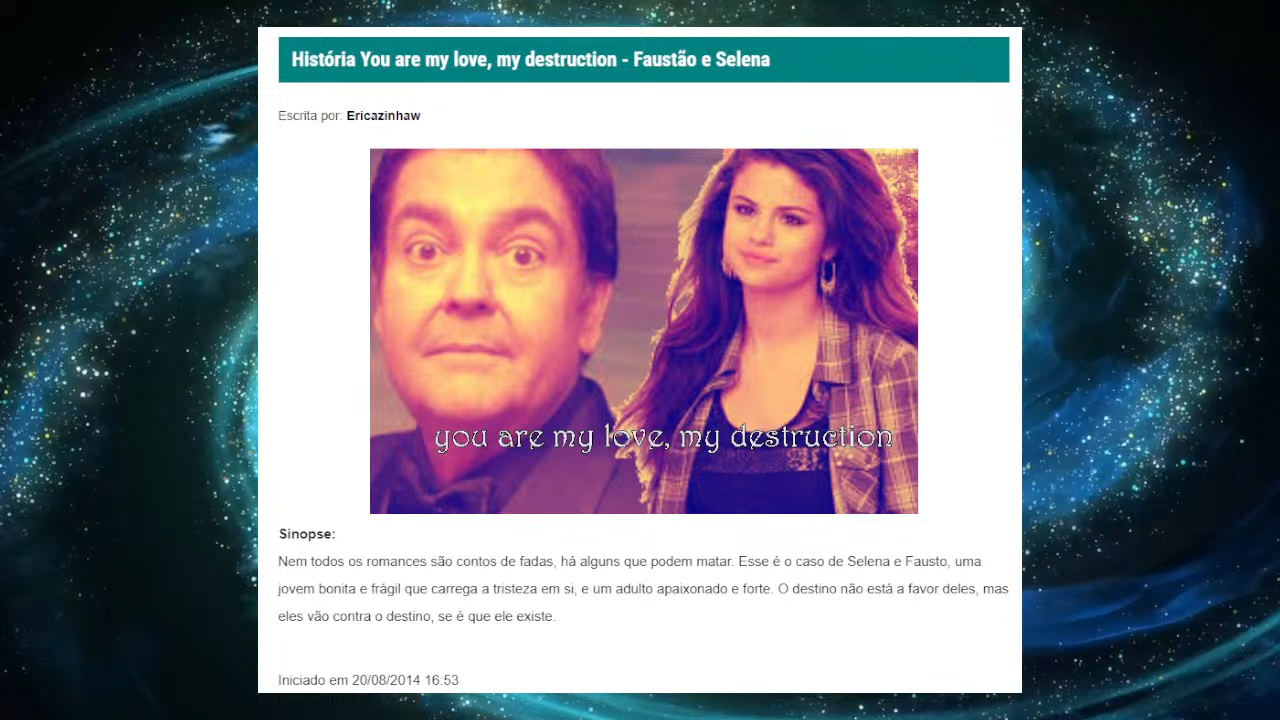 História You are my love, my destruction - Faustão e Selena
Escrita por: Ericazinhaw
you are my love, my destruction
Sinopse:
Nem todos os romances são contos de fadas, há alguns que podem matar. Esse é o caso de Selena e Fausto, uma
jovem bonita e frágil que carrega a tristeza em si, e um adulto apaixonado e forte. O destino não está a favor deles, mas
eles vão contra o destino, se é que ele existe.
Iniciado em 20/08/2014 16:53